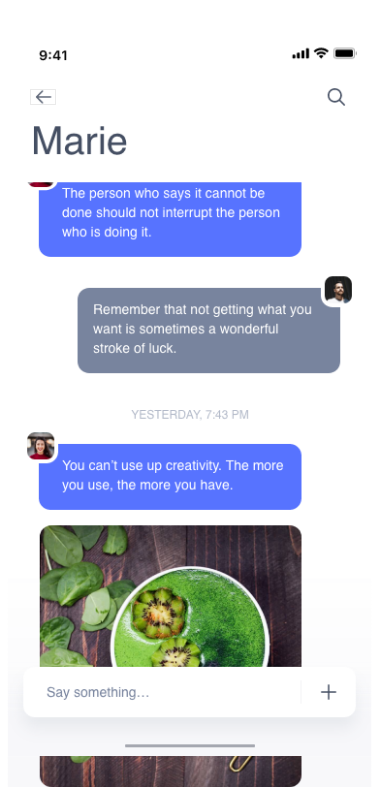 9:41
Marie
The person who says it cannot be
done should not interrupt the person
who is doing it.
Remember that not getting what you
want is sometimes a wonderful
stroke of luck.
YESTERDAY, 7:43 PM
You can’t use up creativity. The more
you use, the more you have.
Say something...